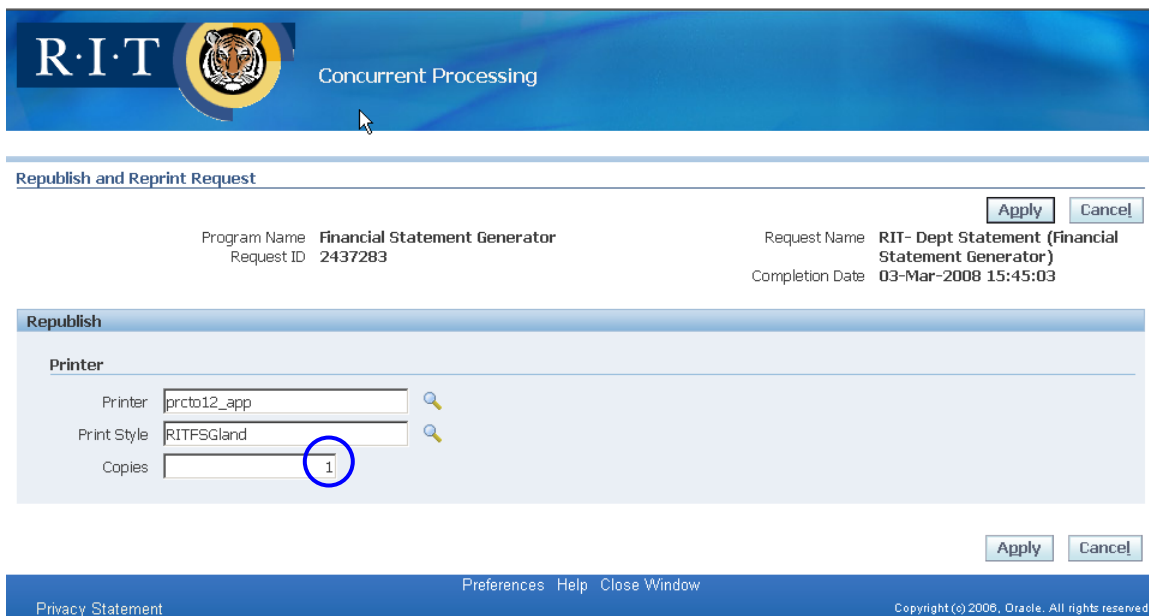 R·I·T
Concurrent Processing
Republish and Reprint Request
Apply Cancel
Program Name Financial Statement Generator
Request ID 2437283
Request Name RIT- Dept Statement (Financial
Statement Generator)
Completion Date 03-Mar-2008 15:45:03
Republish
Printer
Printer prcto12_app
Print Style RITFSGland
Copies 1
Apply Cancel
Preferences Help Close Window
Privacy Statement
Copyright (c) 2006, Oracle. All rights reserved